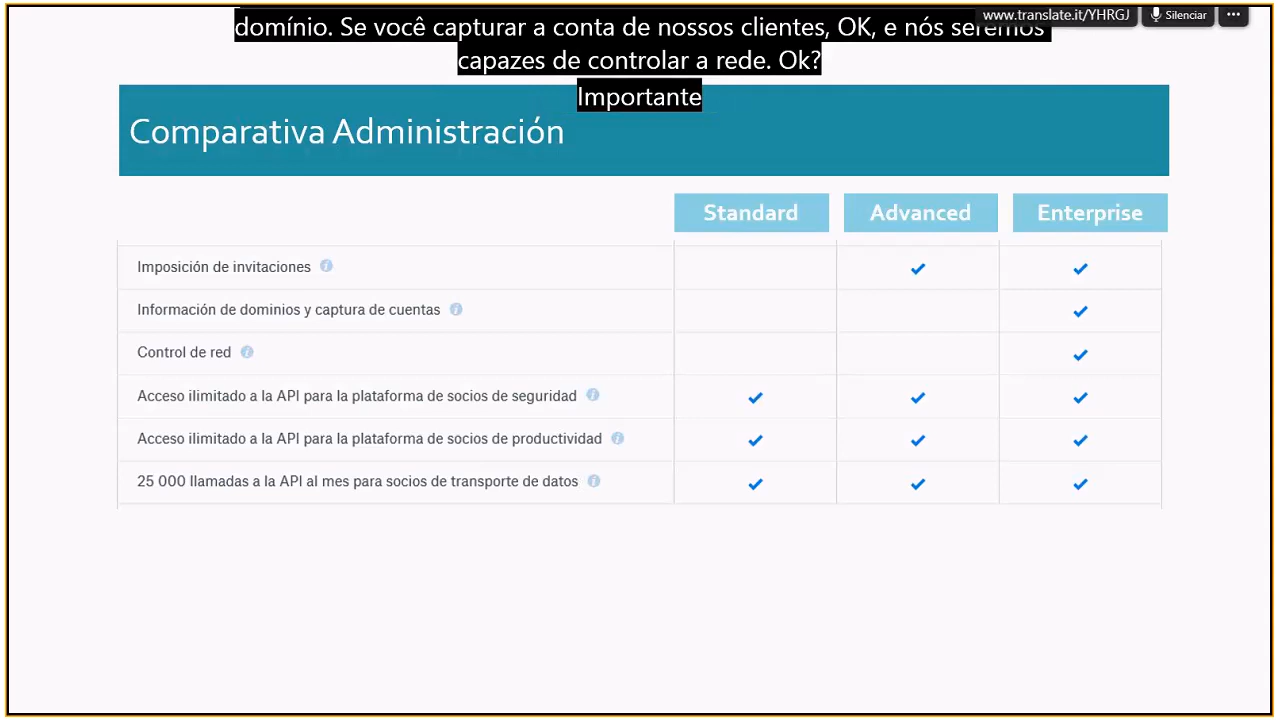 domínio. Se você capturar a conta de nossos clientes, OK, e nós seremos
capazes de controlar a rede. Ok?
Importante
www.translate.it/YHRGJ
Silenciar
Comparativa Administración
Standard Advanced Enterprise
Imposición de invitaciones
Información de dominios y captura de cuentas
Control de red
Acceso ilimitado a la API para la plataforma de socios de seguridad
Acceso ilimitado a la API para la plataforma de socios de productividad
25 000 llamadas a la API al mes para socios de transporte de datos